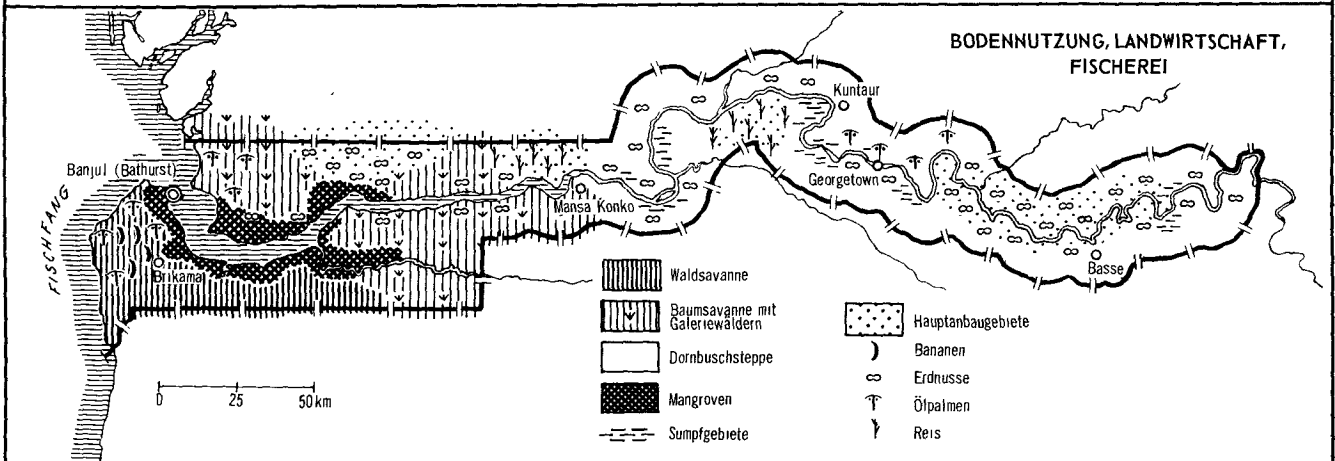 BODENNUTZUNG, LANDWIRTSCHAFT,
FISCHEREI
Kuntaur
Banjul (Bathurst)
Georgetown
Mansa Konko
FISCHFANG
Brikama
Basse
Waldsavanne
Baumsavanne mit
Galeriewäldern
Dornbuschsteppe
Mangroven
Sumpfgebiete
Hauptanbaugebiete
Bananen
Erdnusse
Ölpalmen
Reis
0 25 50 km